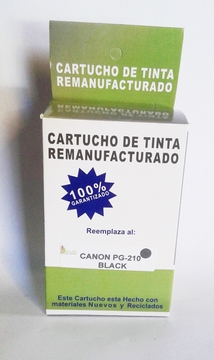 CARTUCHO DE TINTA
REMANUFACTURADO
CARTUCHO DE TINTA
REMANUFACTURADO
100%
GARANTIZADO
Reemplaza al:
CANON PG-210
BLACK
Este Cartucho esta Hecho con
materiales Nuevos y Reciclados